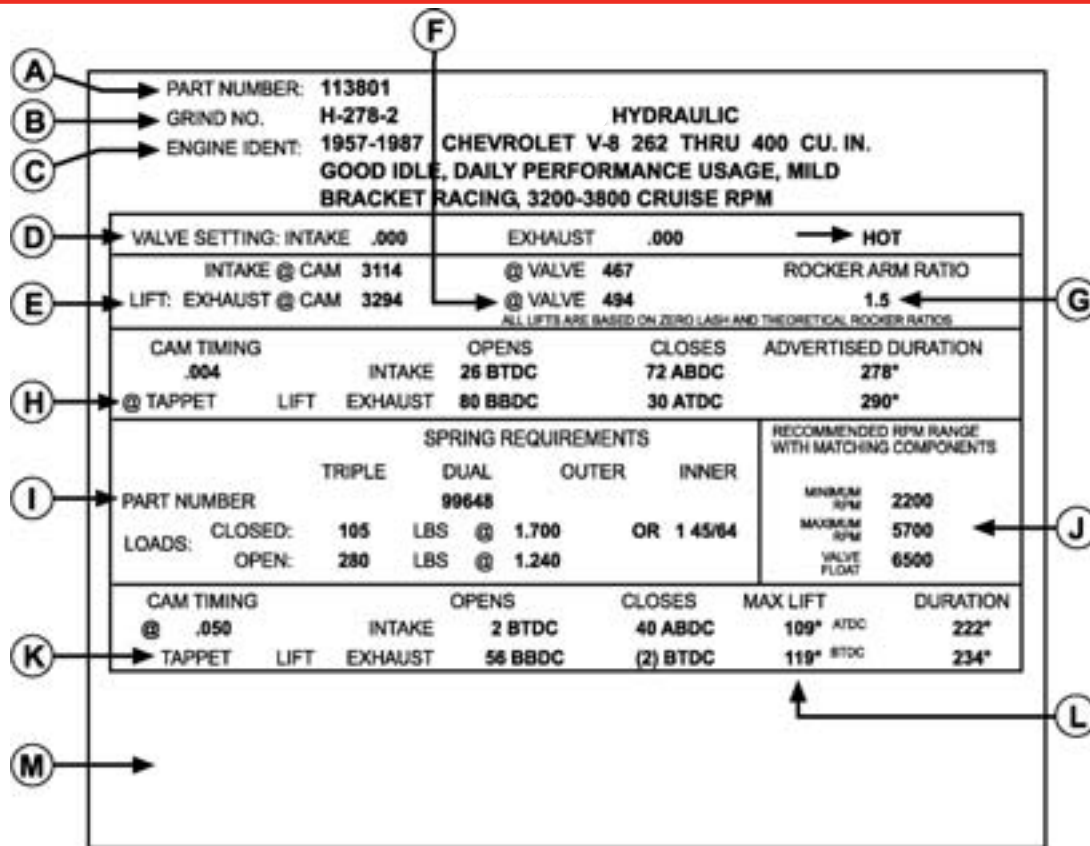 F
A PART NUMBER: 113801
B GRIND NO. H-278-2 HYDRAULIC
C ENGINE IDENT: 1957-1987 CHEVROLET V-8 262 THRU 400 CU. IN.
GOOD IDLE, DAILY PERFORMANCE USAGE, MILD
BRACKET RACING, 3200-3800 CRUISE RPM
D VALVE SETTING: INTAKE .000 EXHAUST .000 HOT
INTAKE @ CAM 3114 @ VALVE 467 ROCKER ARM RATIO
E LIFT: EXHAUST @ CAM 3294 @ VALVE 494 1.5 G
ALL LIFTS ARE BASED ON ZERO LASH AND THEORETICAL ROCKER RATIOS
CAM TIMING OPENS CLOSES ADVERTISED DURATION
.004 INTAKE 26 BTDC 72 ABDC 278°
H @ TAPPET LIFT EXHAUST 80 BBDC 30 ATDC 290°
SPRING REQUIREMENTS
TRIPLE DUAL OUTER INNER
I PART NUMBER 99648
LOADS: CLOSED: 105 LBS @ 1.700 OR 1 45/64
OPEN: 280 LBS @ 1.240
RECOMMENDED RPM RANGE
WITH MATCHING COMPONENTS
MINIMUM RPM 2200
MAXIMUM RPM 5700 J
VALVE FLOAT 6500
CAM TIMING OPENS CLOSES MAX LIFT DURATION
@ .050 INTAKE 2 BTDC 40 ABDC 109° ATDC 222°
K TAPPET LIFT EXHAUST 56 BBDC (2) BTDC 119° BTDC 234°
L
M